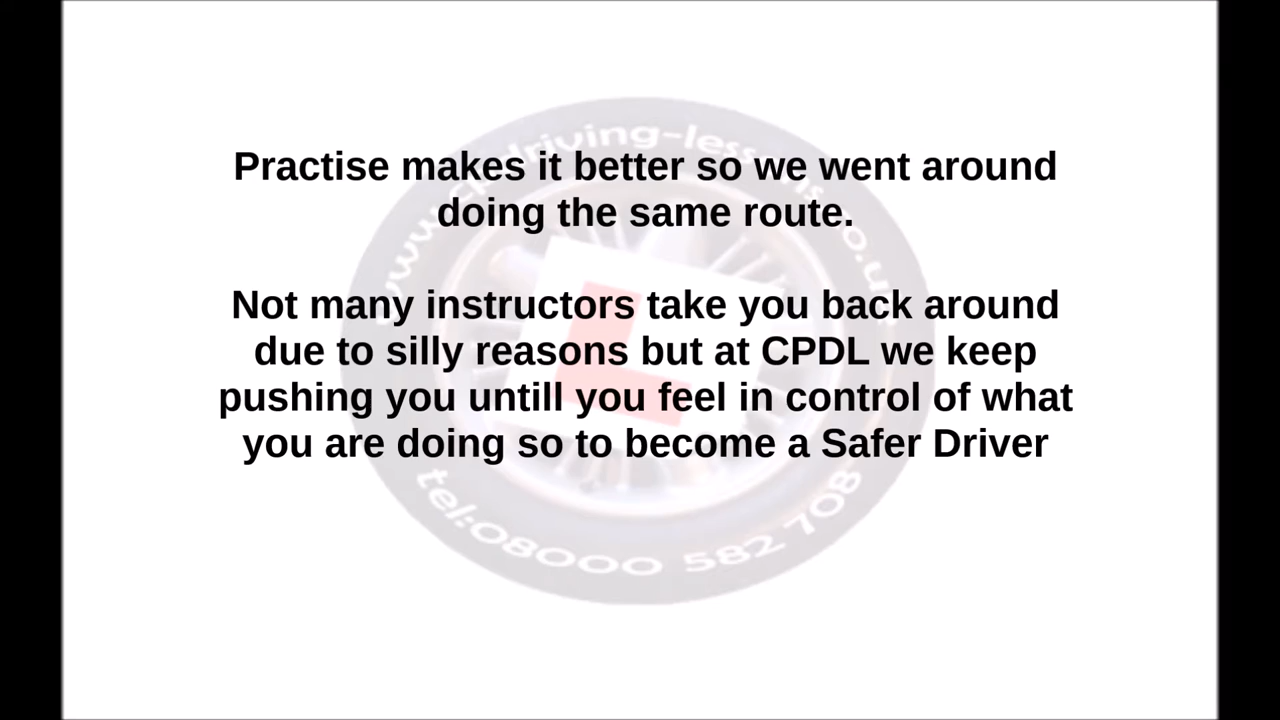 Practise makes it better so we went around
doing the same route.
Not many instructors take you back around
due to silly reasons but at CPDL we keep
pushing you untill you feel in control of what
you are doing so to become a Safer Driver
tel:08000 582 708